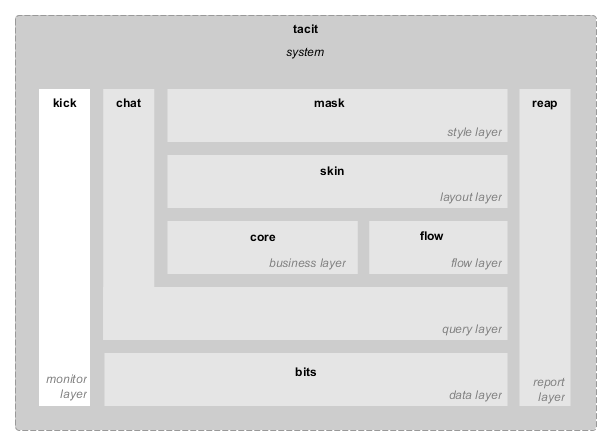 tacit
system
kick
chat
mask
reap
style layer
skin
layout layer
core
flow
business layer
flow layer
query layer
bits
monitor
layer
data layer
report
layer